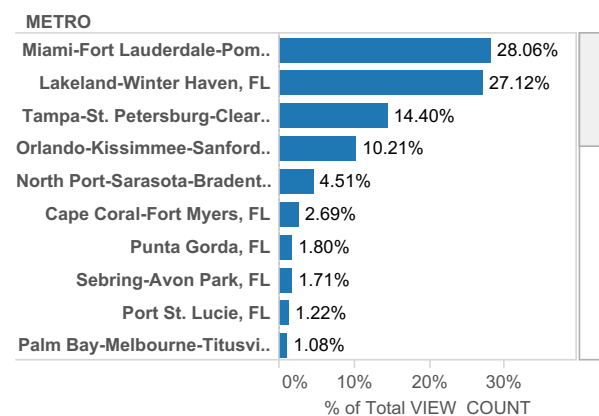 METRO
Miami-Fort Lauderdale-Pom.. 28.06%
Lakeland-Winter Haven, FL 27.12%
Tampa-St. Petersburg-Clear.. 14.40%
Orlando-Kissimmee-Sanford.. 10.21%
North Port-Sarasota-Bradent.. 4.51%
Cape Coral-Fort Myers, FL 2.69%
Punta Gorda, FL 1.80%
Sebring-Avon Park, FL 1.71%
Port St. Lucie, FL 1.22%
Palm Bay-Melbourne-Titusvi.. 1.08%
0% 10% 20% 30%
% of Total VIEW_COUNT